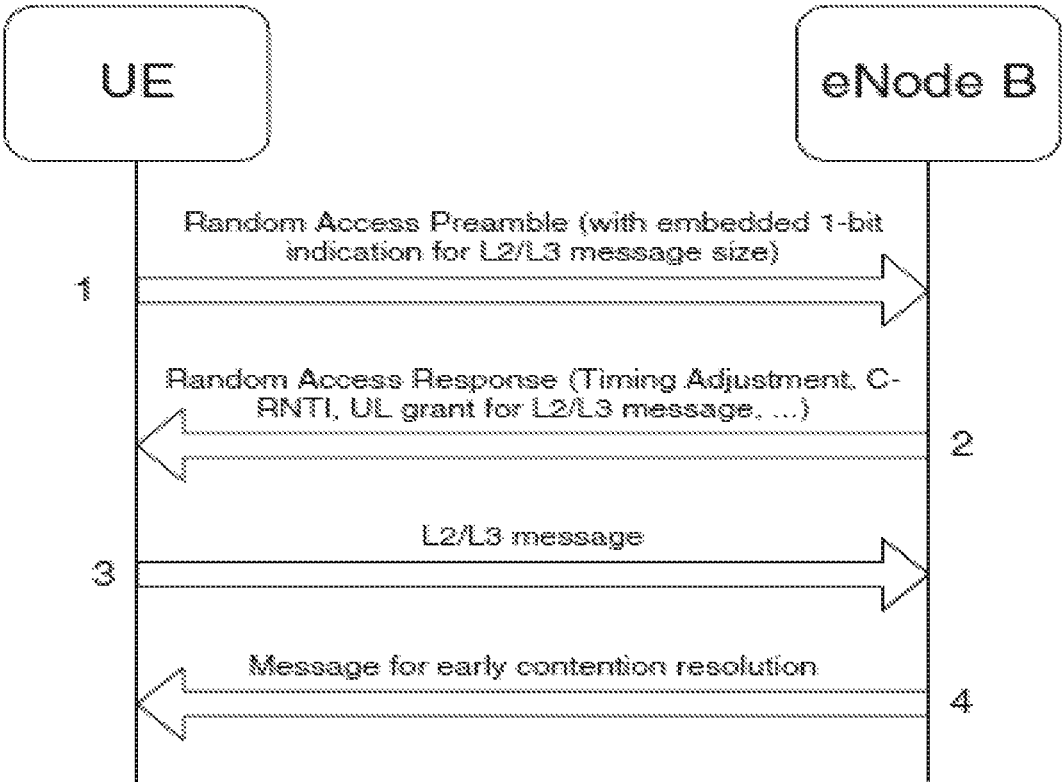 UE
eNode B
Random Access Preamble (with embedded 1-bit
indication for L2/L3 message size)
1
Random Access Response (Timing Adjustment, C-
RNTI, UL grant for L2/L3 message, ...)
2
L2/L3 message
3
Message for early contention resolution
4